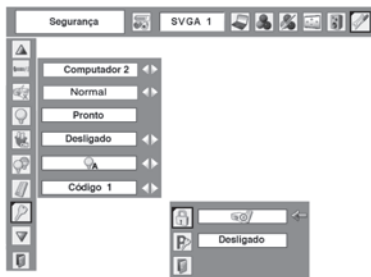 Segurança
SVGA 1
Computador 2
Normal
Pronto
Desligado
A
Código 1
P
Desligado